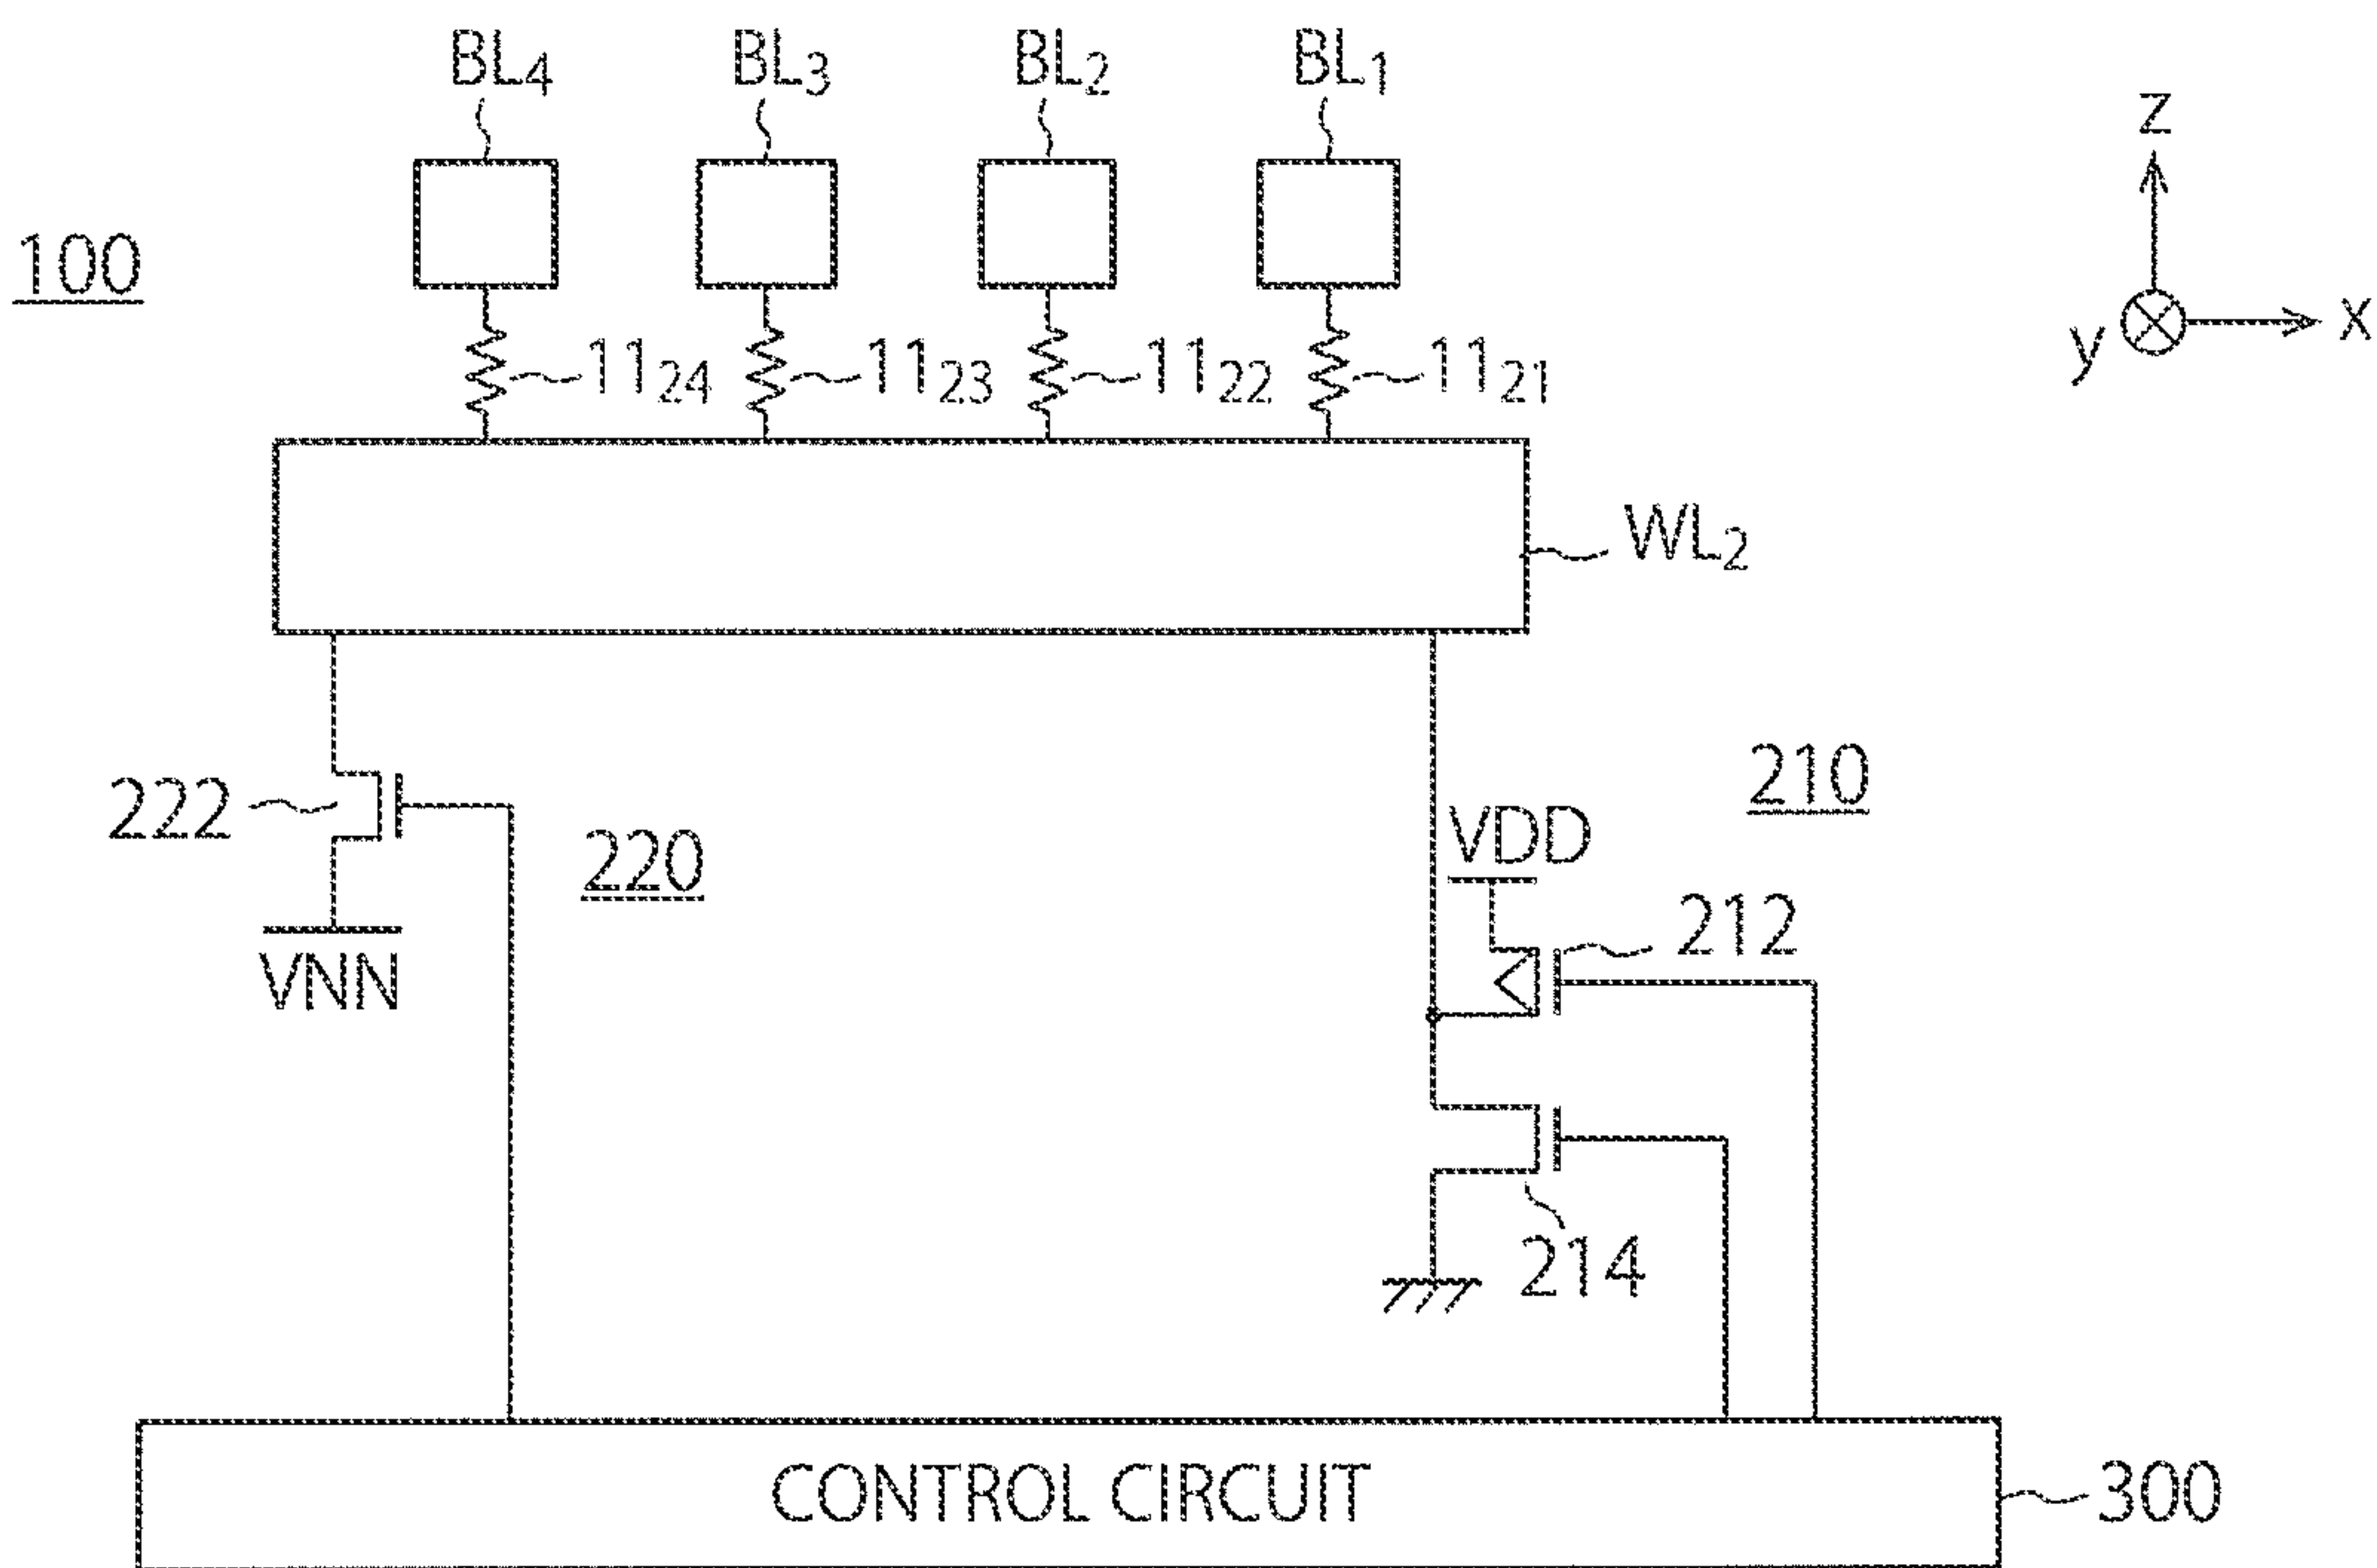 BL4 BL3 BL2 BL1
z
100
y x
1124 1123 1122 1121
WL2
210
222
220
VDD
212
VNN
214
CONTROL CIRCUIT
300